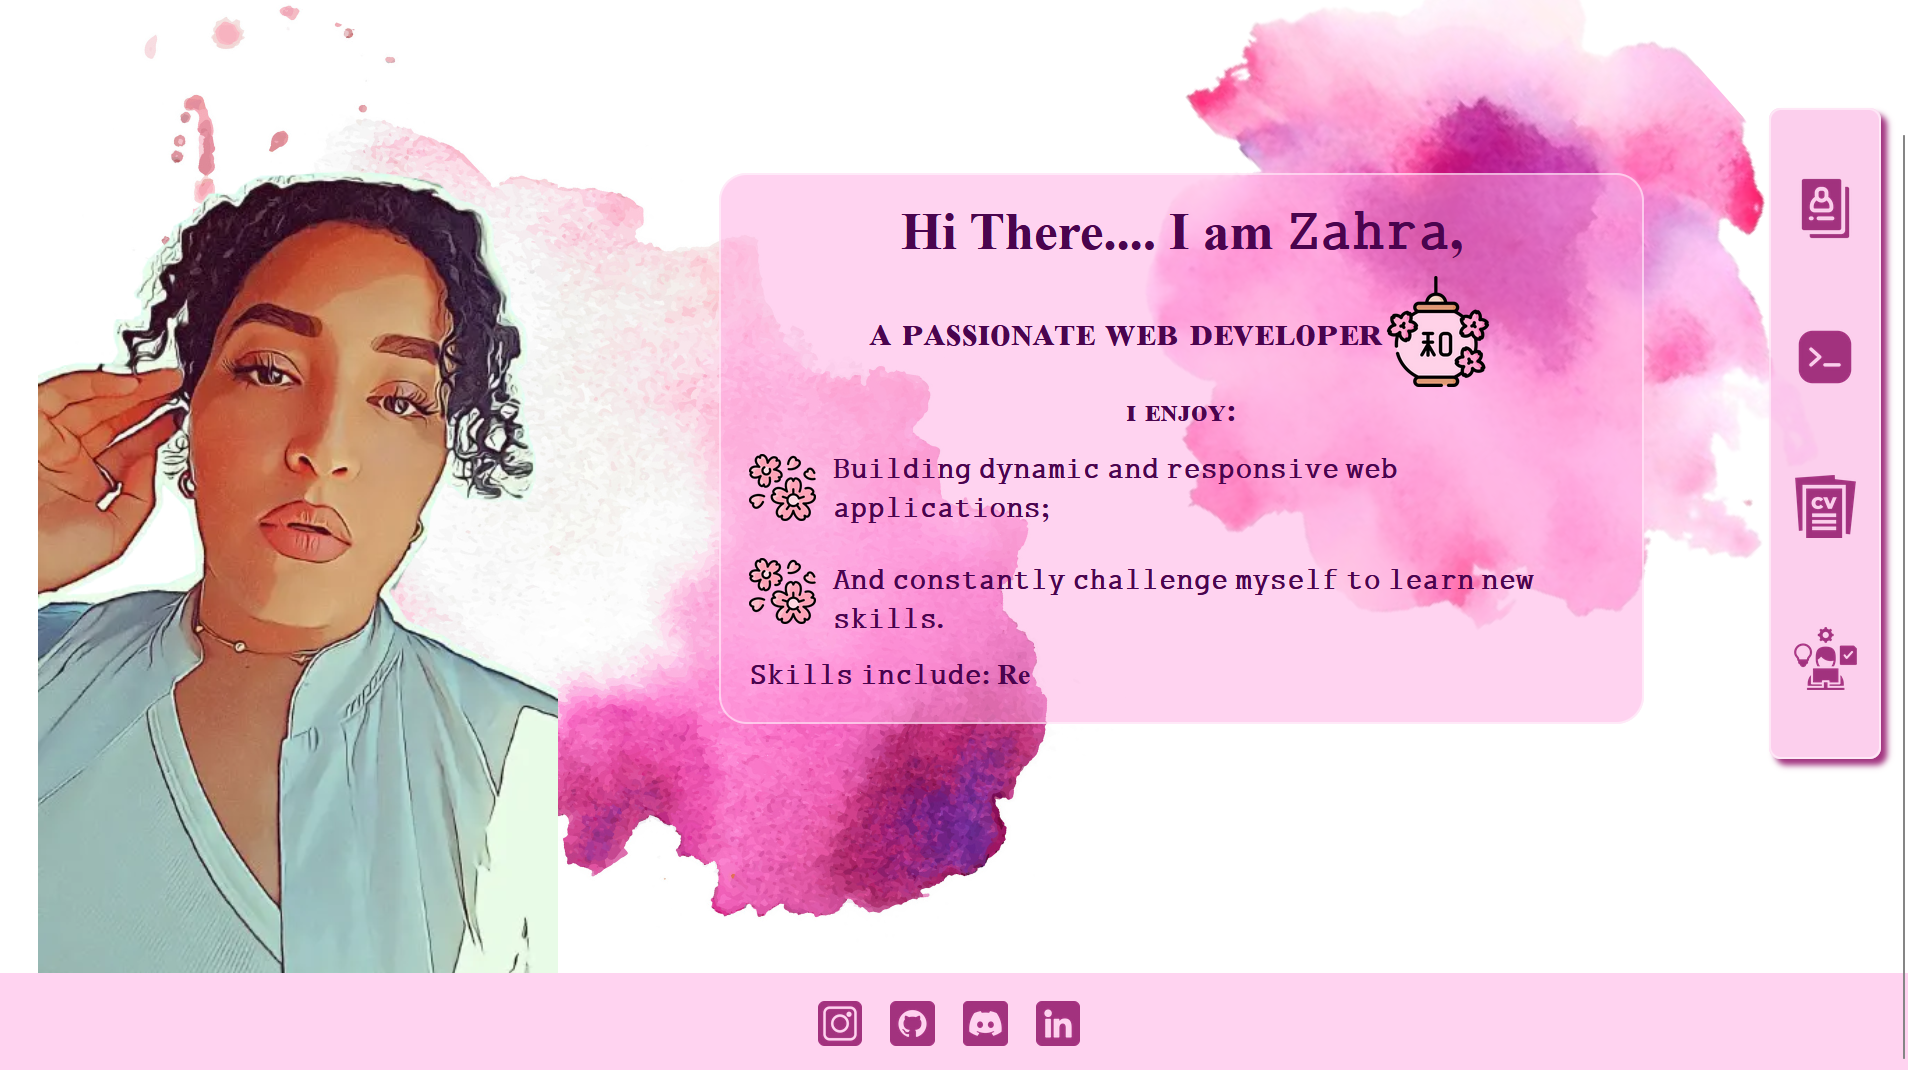 Hi There.... I am Zahra,
A PASSIONATE WEB DEVELOPER
和
I ENJOY:
Building dynamic and responsive web
applications;
And constantly challenge myself to learn new
skills.
Skills include: Re
CV
in